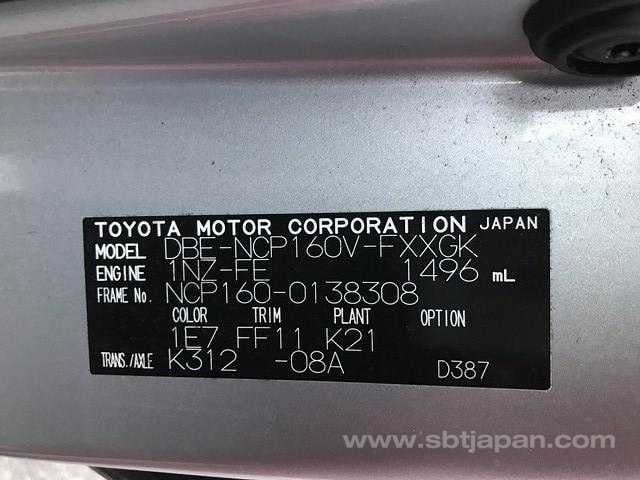 TOYOTA MOTOR CORPORATION JAPAN
MODEL DBE-NCP160V-FXXGK
ENGINE 1NZ-FE 1496 mL
FRAME No. NCP160-0138308
COLOR TRIM PLANT OPTION
1E7 FF11 K21
TRANS./AXLE K312 -08A D387
www.sbtjapan.com